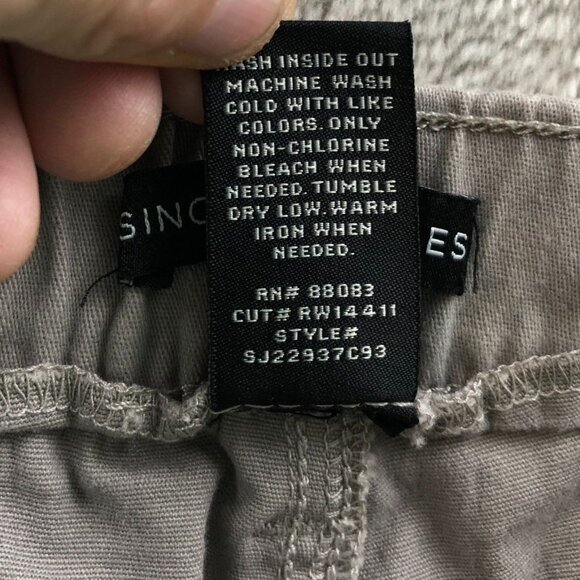 WASH INSIDE OUT
MACHINE WASH
COLD WITH LIKE
COLORS. ONLY
NON-CHLORINE
BLEACH WHEN
NEEDED. TUMBLE
DRY LOW. WARM
IRON WHEN
NEEDED.
RN# 88083
CUT# RW14411
STYLE#
SJ22937C93
SINC
ES